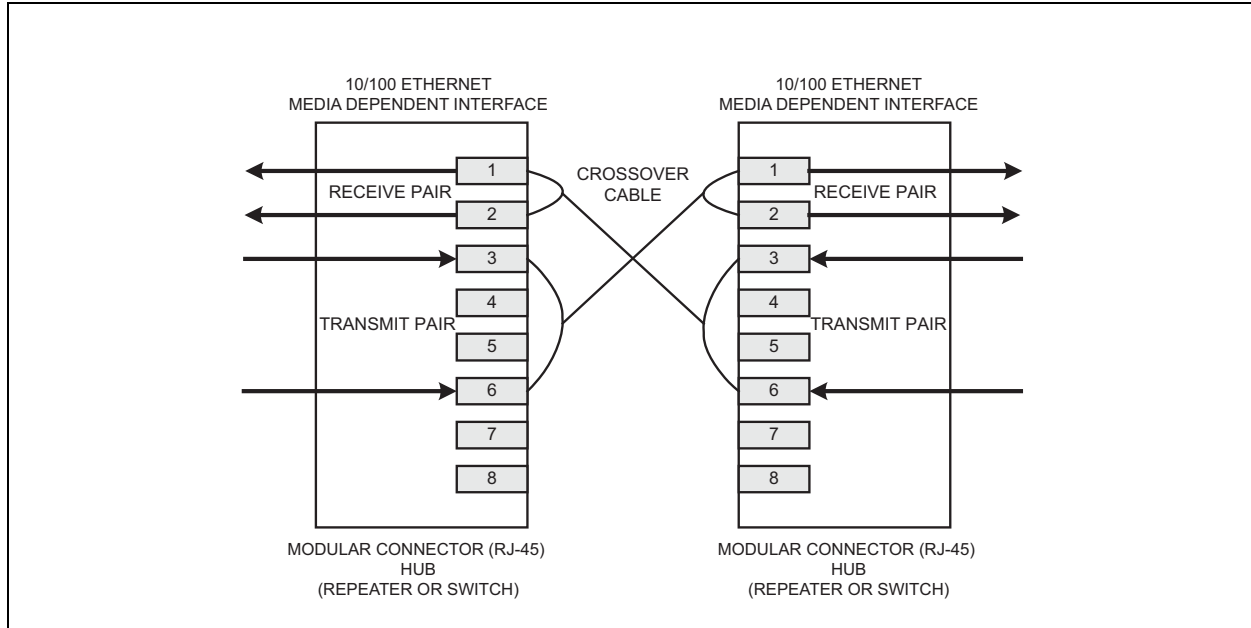 10/100 ETHERNET
MEDIA DEPENDENT INTERFACE
1
2
3
4
5
6
7
8
RECEIVE PAIR
TRANSMIT PAIR
MODULAR CONNECTOR (RJ-45)
HUB
(REPEATER OR SWITCH)
CROSSOVER
CABLE
10/100 ETHERNET
MEDIA DEPENDENT INTERFACE
1
2
3
4
5
6
7
8
RECEIVE PAIR
TRANSMIT PAIR
MODULAR CONNECTOR (RJ-45)
HUB
(REPEATER OR SWITCH)